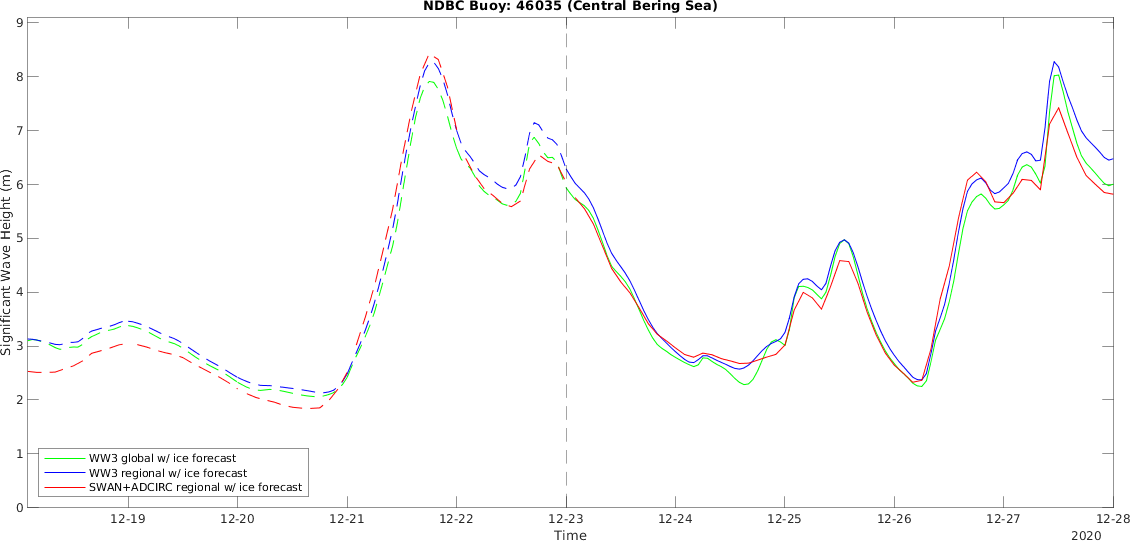 NDBC Buoy: 46035 (Central Bering Sea)
9
8
7
6
5
4
3
2
1
0
Significant Wave Height (m)
WW3 global w/ ice forecast
WW3 regional w/ ice forecast
SWAN+ADCIRC regional w/ ice forecast
12-19 12-20 12-21 12-22 12-23 12-24 12-25 12-26 12-27 12-28
Time
2020